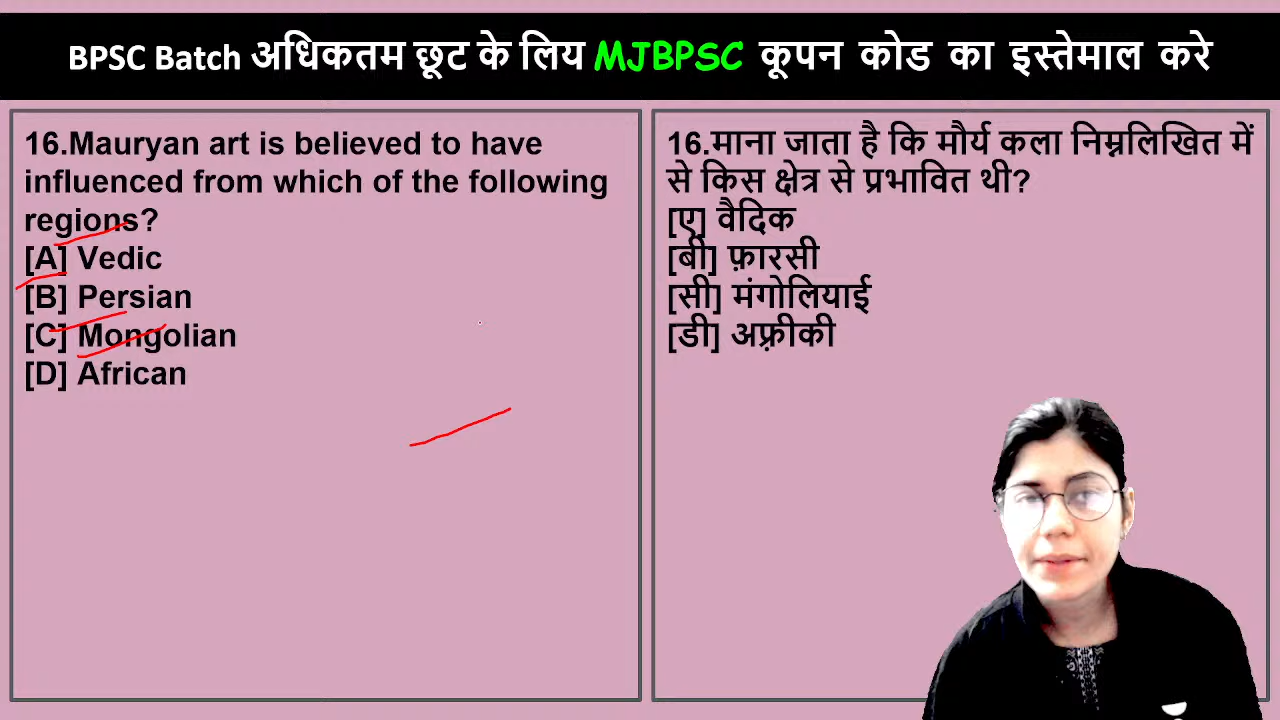 BPSC Batch अधिकतम छूट के लिय MJBPSC कूपन कोड का इस्तेमाल करे
16.Mauryan art is believed to have
influenced from which of the following
regions?
[A] Vedic
[B] Persian
[C] Mongolian
[D] African
16.माना जाता है कि मौर्य कला निम्नलिखित में
से किस क्षेत्र से प्रभावित थी?
[ए] वैदिक
[बी] फ़ारसी
[सी] मंगोलियाई
[डी] अफ़्रीकी